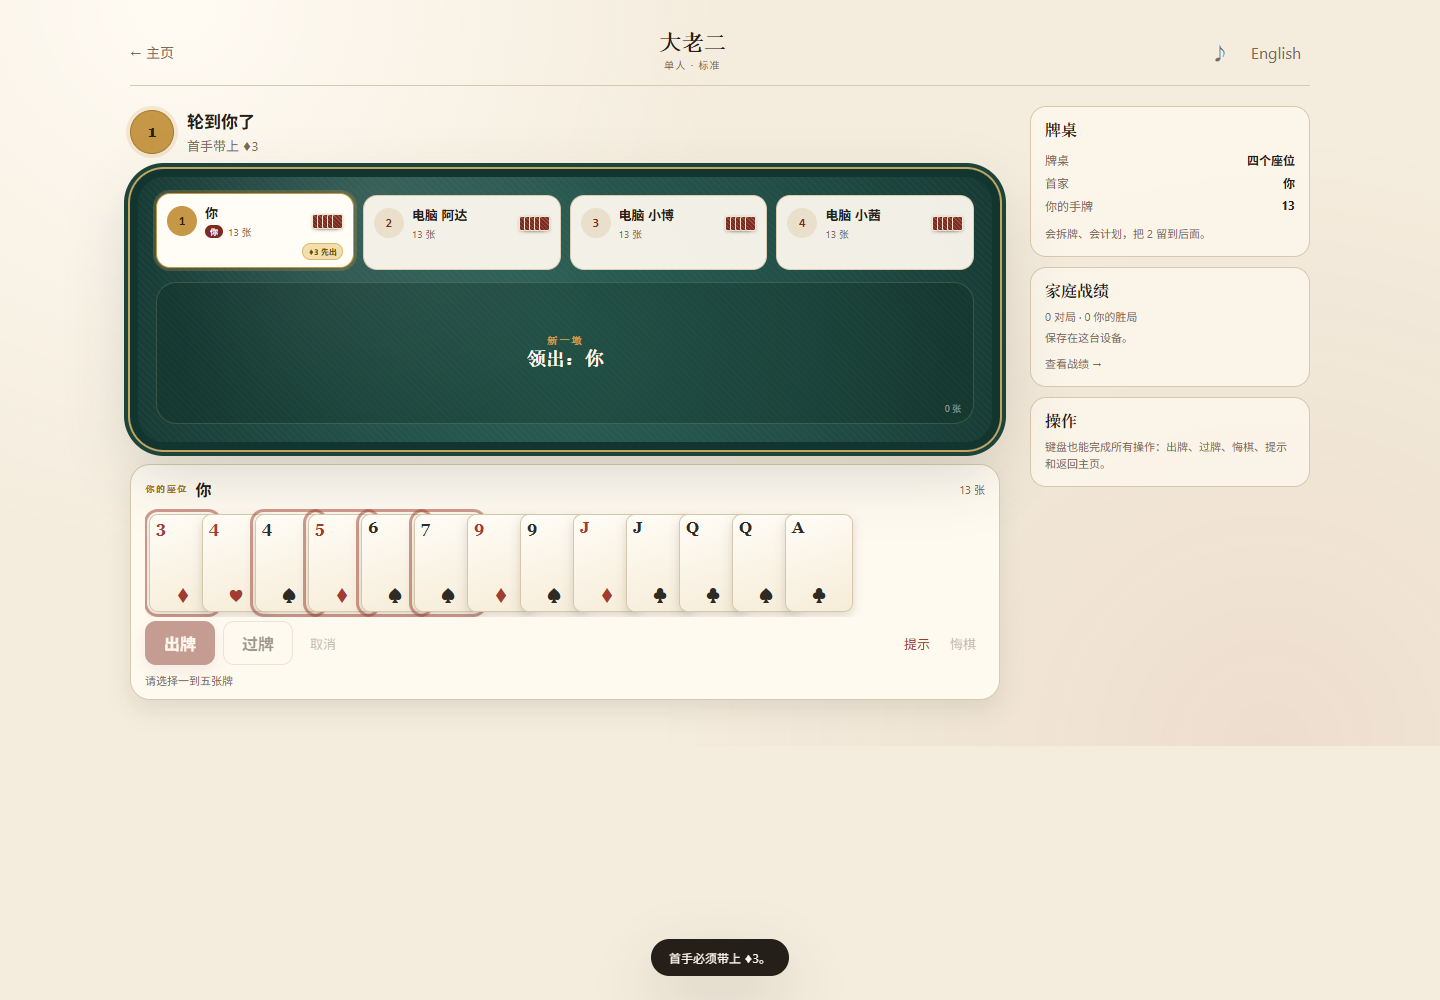 ← 主页
大老二
单人 · 标准
♪
English
1
轮到你了
首手带上 ♦3
1
你
你 13 张
♦3 先出
2
电脑 阿达
13 张
3
电脑 小博
13 张
4
电脑 小茜
13 张
新一墩
领出：你
0 张
你的座位 你
13 张
3♦ 4♥ 4♠ 5♦ 6♠ 7♠ 9♦ 9♠ J♦ J♣ Q♣ Q♠ A♣
出牌 过牌 取消 提示 悔棋
请选择一到五张牌
牌桌
牌桌 四个座位
首家 你
你的手牌 13
会拆牌、会计划，把 2 留到后面。
家庭战绩
0 对局 · 0 你的胜局
保存在这台设备。
查看战绩 →
操作
键盘也能完成所有操作：出牌、过牌、悔棋、提示
和返回主页。
首手必须带上 ♦3。